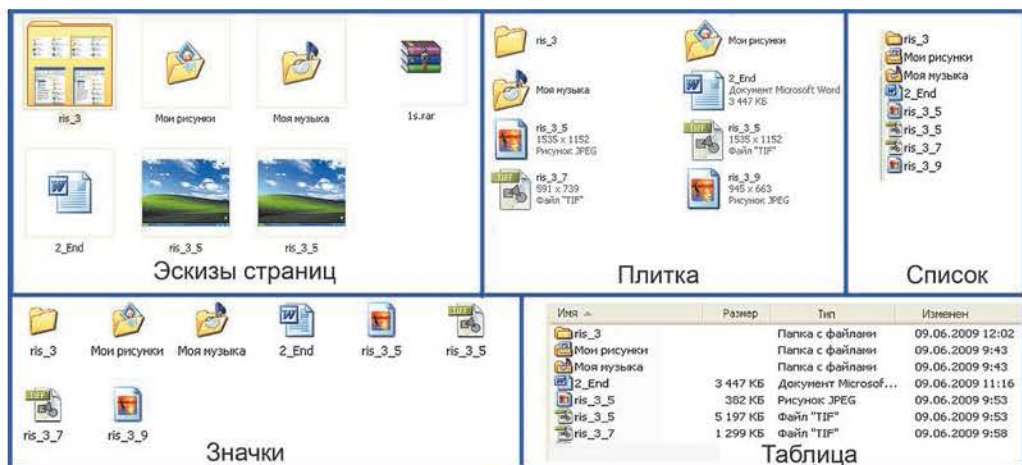 ris_3 Мои рисунки Моя музыка 1s.rar
2_End ris_3_5 ris_3_5
Эскизы страниц
ris_3 Мои рисунки
Моя музыка 2_End
Документ Microsoft Word
3 447 КБ
ris_3_5 ris_3_5
1535 x 1152 1535 x 1152
Рисунок JPEG Файл "TIF"
ris_3_7 ris_3_9
591 x 739 945 x 663
Файл "TIF" Рисунок JPEG
Плитка
ris_3
Мои рисунки
Моя музыка
2_End
ris_3_5
ris_3_5
ris_3_7
ris_3_9
Список
ris_3 Мои рисунки Моя музыка 2_End ris_3_5 ris_3_5
ris_3_7 ris_3_9
Значки
Имя Размер Тип Изменен
ris_3 Папка с файлами 09.06.2009 12:02
Мои рисунки Папка с файлами 09.06.2009 9:43
Моя музыка Папка с файлами 09.06.2009 9:43
2_End 3 447 КБ Документ Microsof... 09.06.2009 11:16
ris_3_5 382 КБ Рисунок JPEG 09.06.2009 9:53
ris_3_5 5 197 КБ Файл "TIF" 09.06.2009 9:53
ris_3_7 1 299 КБ Файл "TIF" 09.06.2009 9:58
Таблица